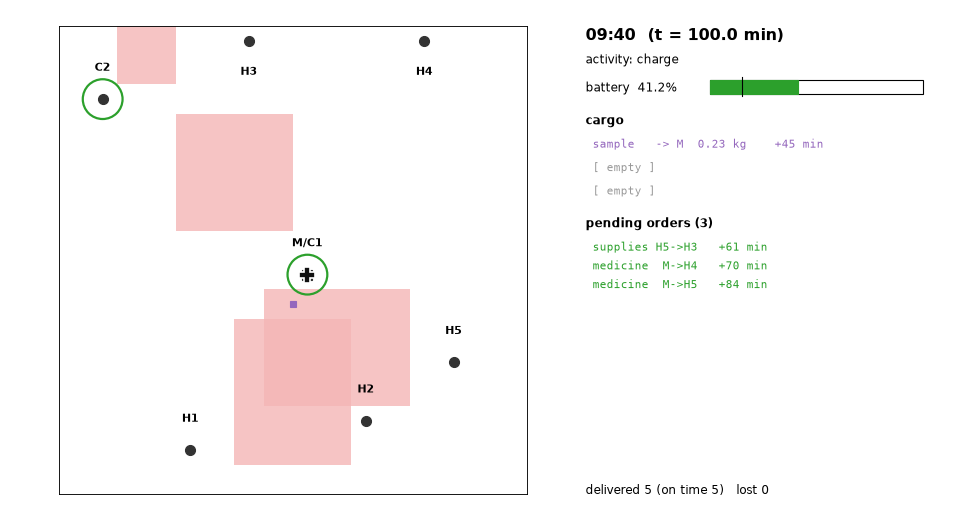 C2
H3
H4
M/C1
H5
H2
H1
09:40  (t = 100.0 min)
activity: charge
battery  41.2%
cargo
sample   -> M  0.23 kg    +45 min
[ empty ]
[ empty ]
pending orders (3)
supplies H5->H3   +61 min
medicine  M->H4   +70 min
medicine  M->H5   +84 min
delivered 5 (on time 5)   lost 0